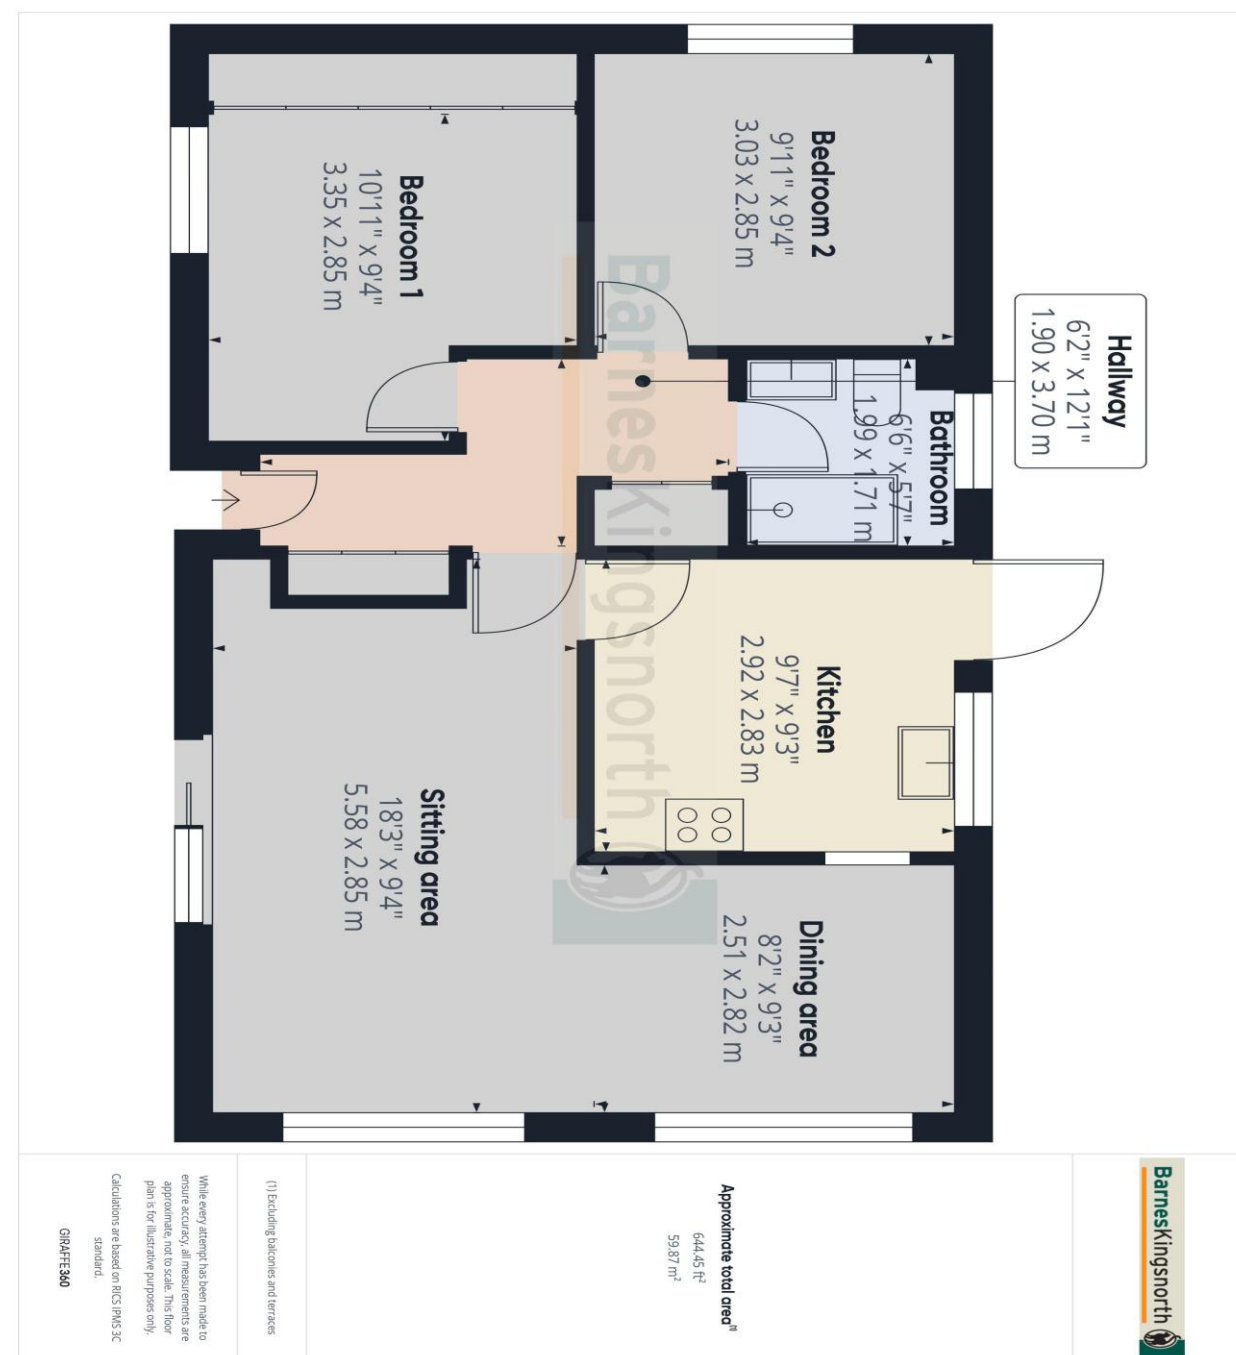 Bedroom 1
10'11" x 9'4"
3.35 x 2.85 m
Bedroom 2
9'11" x 9'4"
3.03 x 2.85 m
Hallway
6'2" x 12'1"
1.90 x 3.70 m
Bathroom
6'6" x 5'7"
1.99 x 1.71 m
Kitchen
9'7" x 9'3"
2.92 x 2.83 m
Sitting area
18'3" x 9'4"
5.58 x 2.85 m
Dining area
8'2" x 9'3"
2.51 x 2.82 m
BarnesKingsnorth
BarnesKingsnorth
Approximate total area(1)
644.45 ft²
59.87 m²
(1) Excluding balconies and terraces
While every attempt has been made to
ensure accuracy, all measurements are
approximate, not to scale. This floor
plan is for illustrative purposes only.
Calculations are based on RICS IPMS 3C
standard.
GIRAFFE360